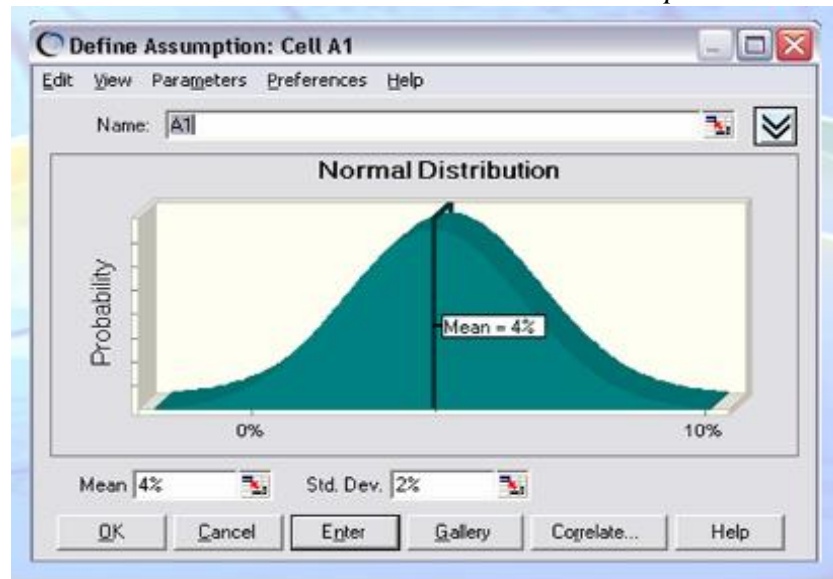 Define Assumption: Cell A1
Edit View Parameters Preferences Help
Name: A1
Normal Distribution
Probability
Mean = 4%
0% 10%
Mean 4% Std. Dev. 2%
OK Cancel Enter Gallery Correlate... Help